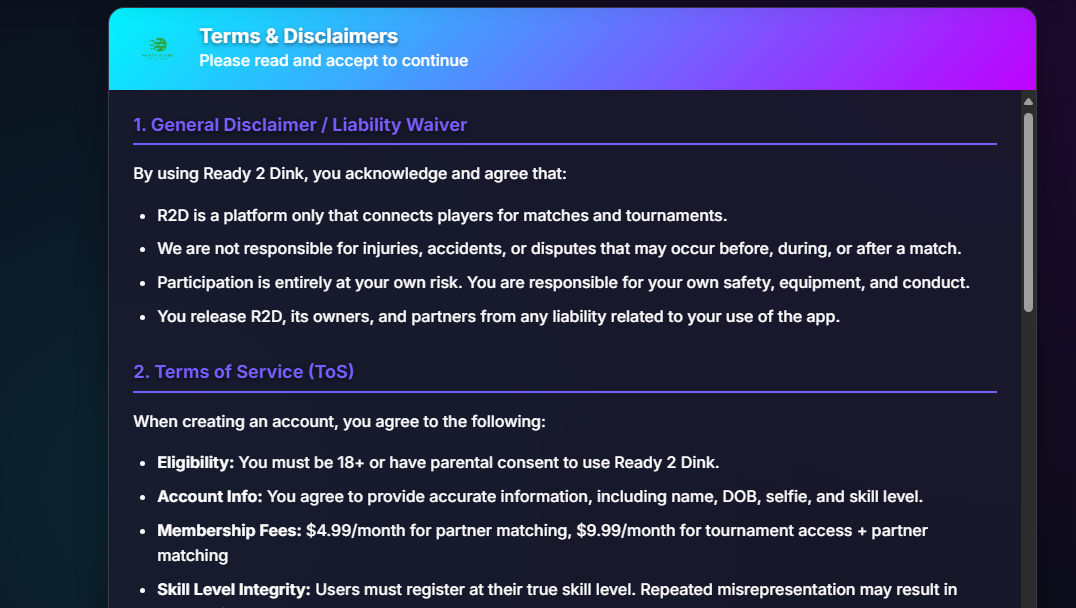 Terms & Disclaimers
Please read and accept to continue
1. General Disclaimer / Liability Waiver
By using Ready 2 Dink, you acknowledge and agree that:
• R2D is a platform only that connects players for matches and tournaments.
• We are not responsible for injuries, accidents, or disputes that may occur before, during, or after a match.
• Participation is entirely at your own risk. You are responsible for your own safety, equipment, and conduct.
• You release R2D, its owners, and partners from any liability related to your use of the app.
2. Terms of Service (ToS)
When creating an account, you agree to the following:
• Eligibility: You must be 18+ or have parental consent to use Ready 2 Dink.
• Account Info: You agree to provide accurate information, including name, DOB, selfie, and skill level.
• Membership Fees: $4.99/month for partner matching, $9.99/month for tournament access + partner
matching
• Skill Level Integrity: Users must register at their true skill level. Repeated misrepresentation may result in